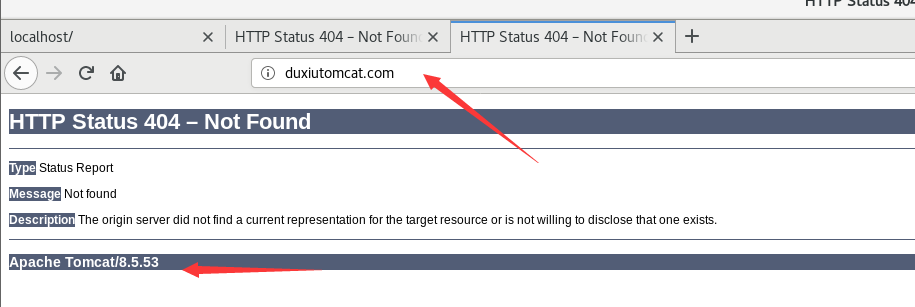 HTTP Status 404
localhost/
HTTP Status 404 – Not Foun
HTTP Status 404 – Not Foun
duxiutomcat.com
HTTP Status 404 – Not Found
Type Status Report
Message Not found
Description The origin server did not find a current representation for the target resource or is not willing to disclose that one exists.
Apache Tomcat/8.5.53